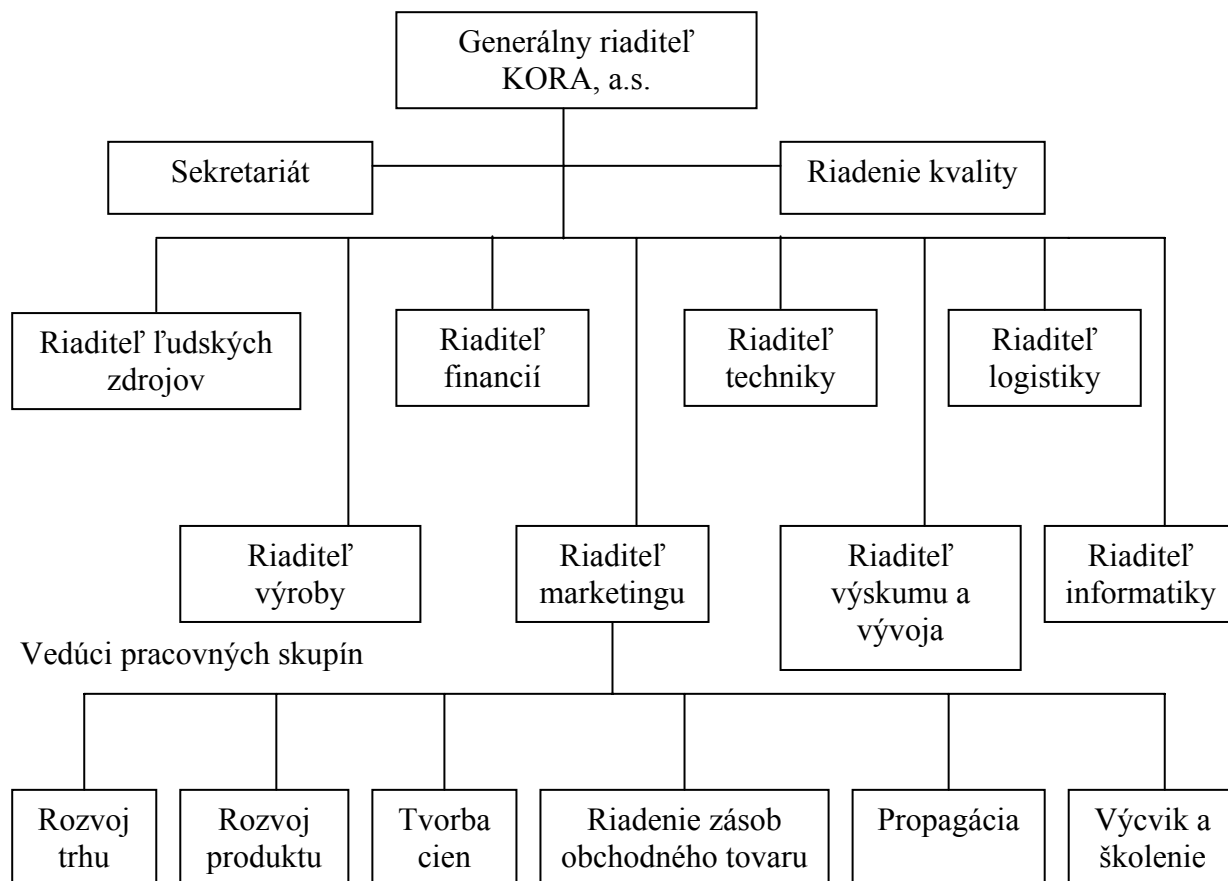 Generálny riaditeľ
KORA, a.s.
Sekretariát
Riadenie kvality
Riaditeľ ľudských
zdrojov
Riaditeľ
financií
Riaditeľ
techniky
Riaditeľ
logistiky
Riaditeľ
výroby
Riaditeľ
marketingu
Riaditeľ
výskumu a
vývoja
Riaditeľ
informatiky
Vedúci pracovných skupín
Rozvoj
trhu
Rozvoj
produktu
Tvorba
cien
Riadenie zásob
obchodného tovaru
Propagácia
Výcvik a
školenie